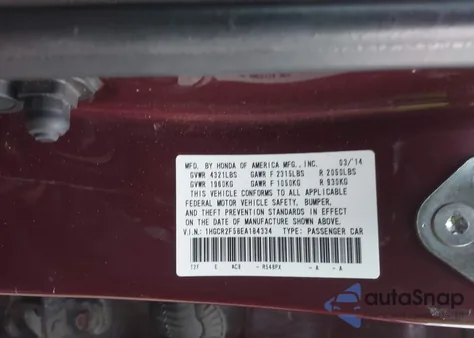 MFD. BY HONDA OF AMERICA MFG.,INC. 03/'14
GVWR 4321LBS GAWR F 2315LBS R 2050LBS
GVWR 1960KG GAWR F 1050KG R 930KG
THIS VEHICLE CONFORMS TO ALL APPLICABLE
FEDERAL MOTOR VEHICLE SAFETY, BUMPER,
AND THEFT PREVENTION STANDARDS IN EFFECT
ON THE DATE OF MANUFACTURE SHOWN ABOVE.
V.I.N.: 1HGCR2F58EA184334 TYPE: PASSENGER CAR
E - R548PX - A - A
autoSnap